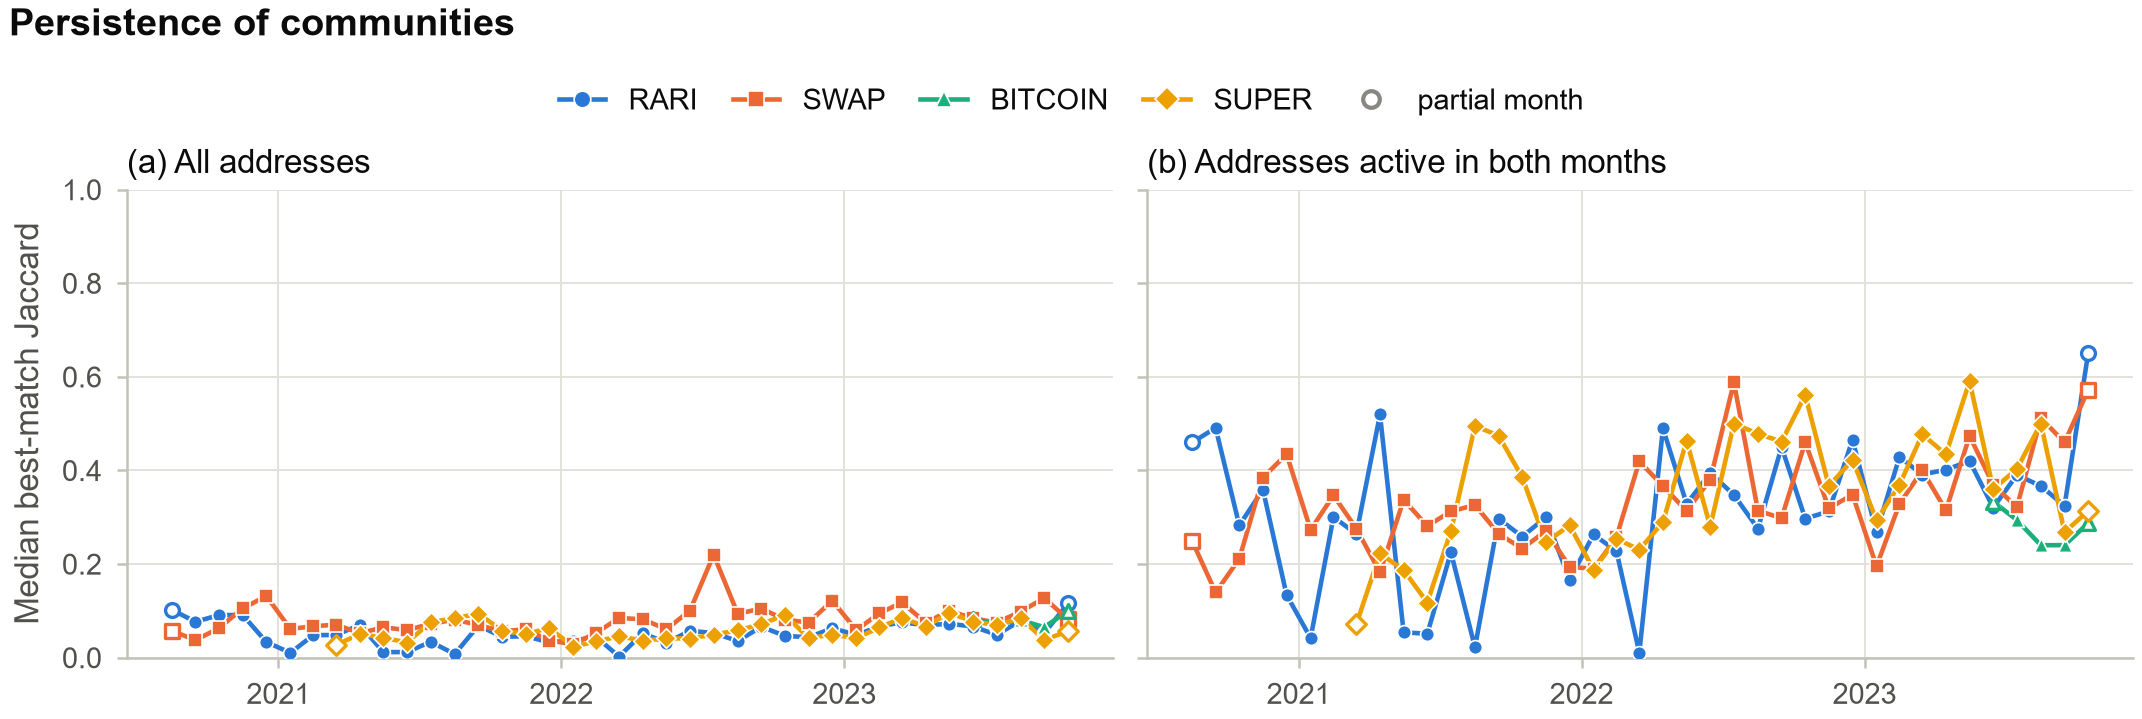 Persistence of communities
RARI SWAP BITCOIN SUPER partial month
(a) All addresses
(b) Addresses active in both months
Median best-match Jaccard
1.0
0.8
0.6
0.4
0.2
0.0
2021 2022 2023
2021 2022 2023